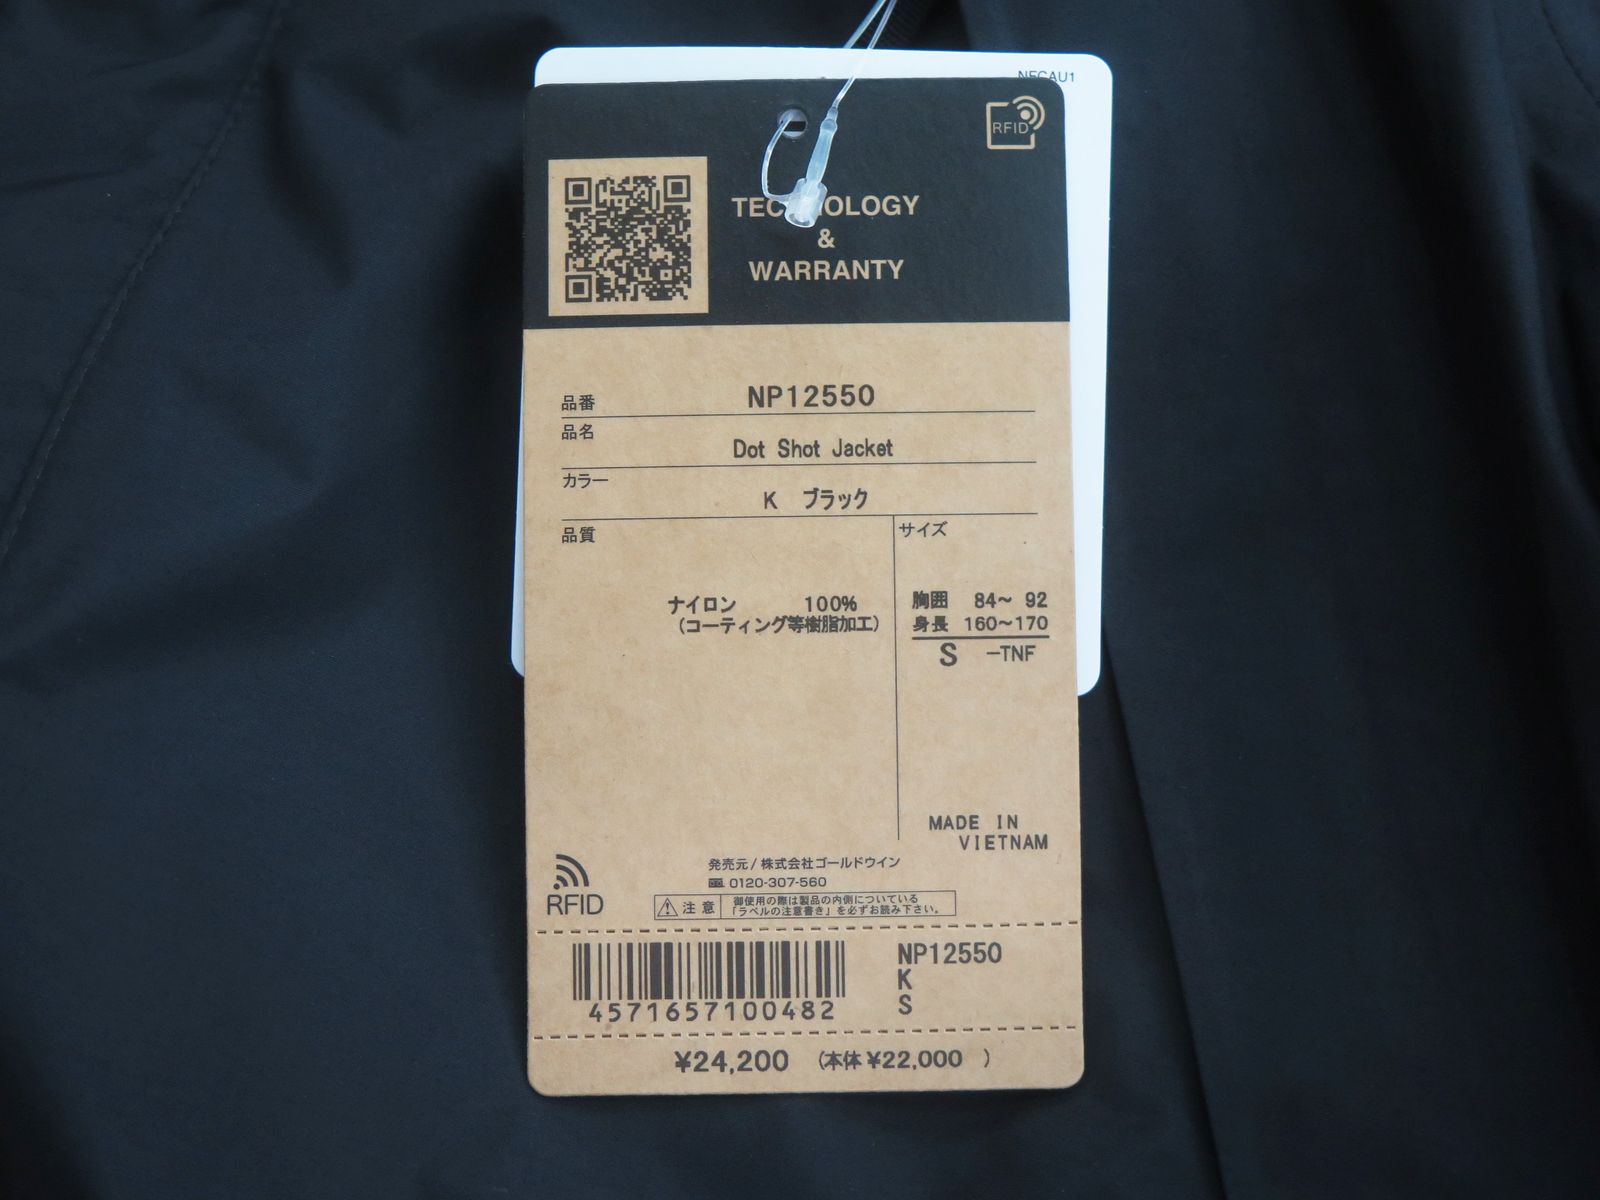 NFCAU1
RFID
TECHNOLOGY
&
WARRANTY
品番 NP12550
品名
Dot Shot Jacket
カラー
K ブラック
品質
サイズ
ナイロン 100%
(コーティング等樹脂加工)
胸囲 84～ 92
身長 160～170
S -TNF
MADE IN
VIETNAM
発売元/株式会社ゴールドウイン
0120-307-560
RFID
注意
御使用の際は製品の内側についている
「ラベルの注意書き」を必ずお読み下さい。
4571657100482
NP12550
K
S
¥24,200 (本体¥22,000 )